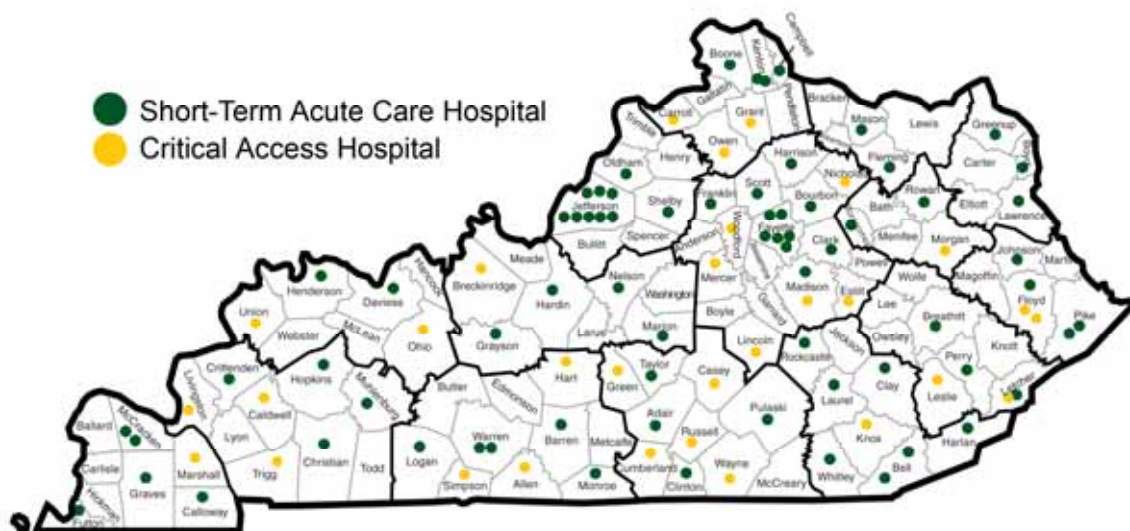 Short-Term Acute Care Hospital
Critical Access Hospital
Campbell
Boone
Kenton
Gallatin
Pendleton
Bracken
Carroll
Grant
Mason
Lewis
Greenup
Trimble
Owen
Boyd
Oldham
Henry
Harrison
Fleming
Carter
Nicholas
Rowan
Jefferson
Shelby
Franklin
Scott
Bourbon
Bath
Elliott
Lawrence
Woodford
Fayette
Spencer
Anderson
Clark
Menifee
Morgan
Bullitt
Johnson
Martin
Meade
Nelson
Mercer
Powell
Wolfe
Magoffin
Hancock
Breckinridge
Madison
Estill
Floyd
Henderson
Daviess
Hardin
Washington
Garrard
Lee
Breathitt
Pike
Union
McLean
Boyle
Webster
Ohio
Grayson
Larue
Marion
Lincoln
Rockcastle
Jackson
Owsley
Knott
Perry
Crittenden
Hopkins
Muhlenburg
Butler
Edmonson
Hart
Green
Taylor
Casey
Clay
Leslie
Letcher
Livingston
Caldwell
Laurel
Pulaski
Ballard
McCracken
Lyon
Warren
Barren
Metcalfe
Adair
Russell
Knox
Harlan
Carlisle
Marshall
Christian
Todd
Logan
Trigg
Simpson
Allen
Monroe
Cumberland
Clinton
Wayne
McCreary
Whitley
Bell
Hickman
Graves
Calloway
Fulton